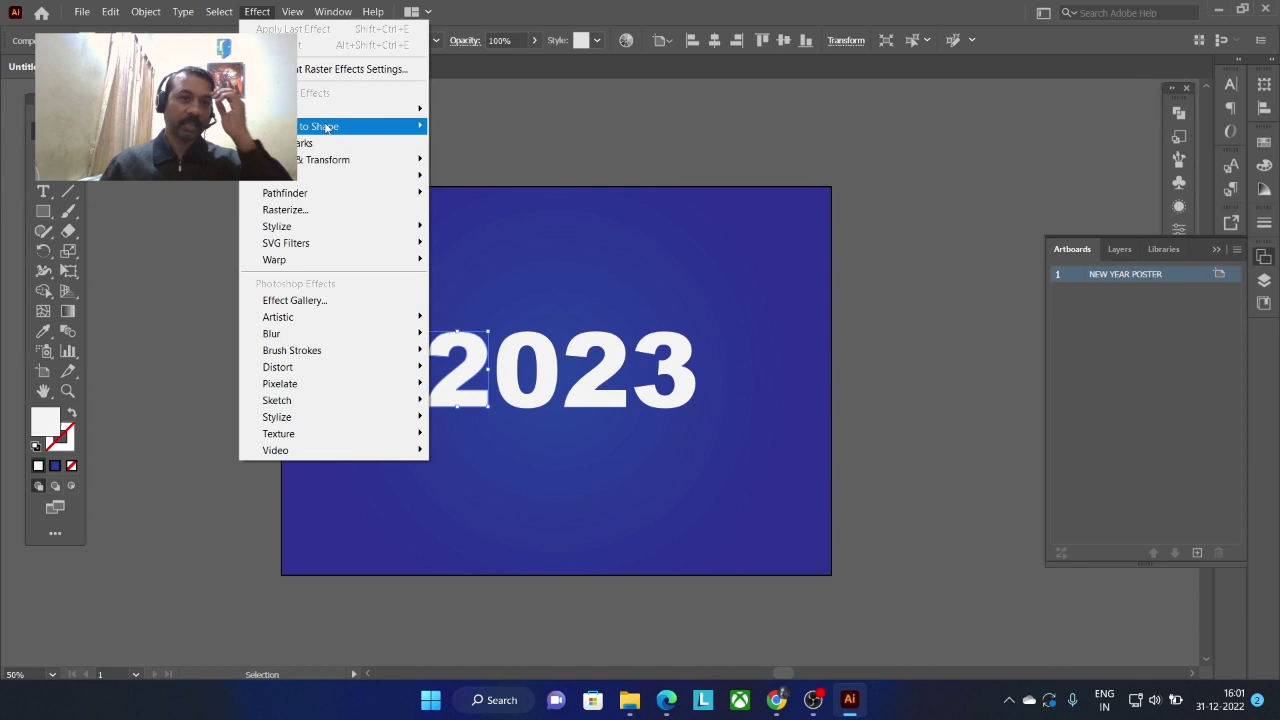 Ai File Edit Object Type Select Effect View Window Help Search Adobe Help
Apply Last Effect Shift+Ctrl+E
Alt+Shift+Ctrl+E
Opacity: 100% Transform
Raster Effects Settings...
Effects
to Shape
& Transform
Pathfinder
Rasterize...
Stylize
SVG Filters
Warp
Photoshop Effects
Effect Gallery...
Artistic
Blur
Brush Strokes
Distort
Pixelate
Sketch
Stylize
Texture
Video
2023
Artboards Layers Libraries
1 NEW YEAR POSTER
50% 1 Selection
Search
L
Ai
ENG
IN
16:01
31-12-2022
2